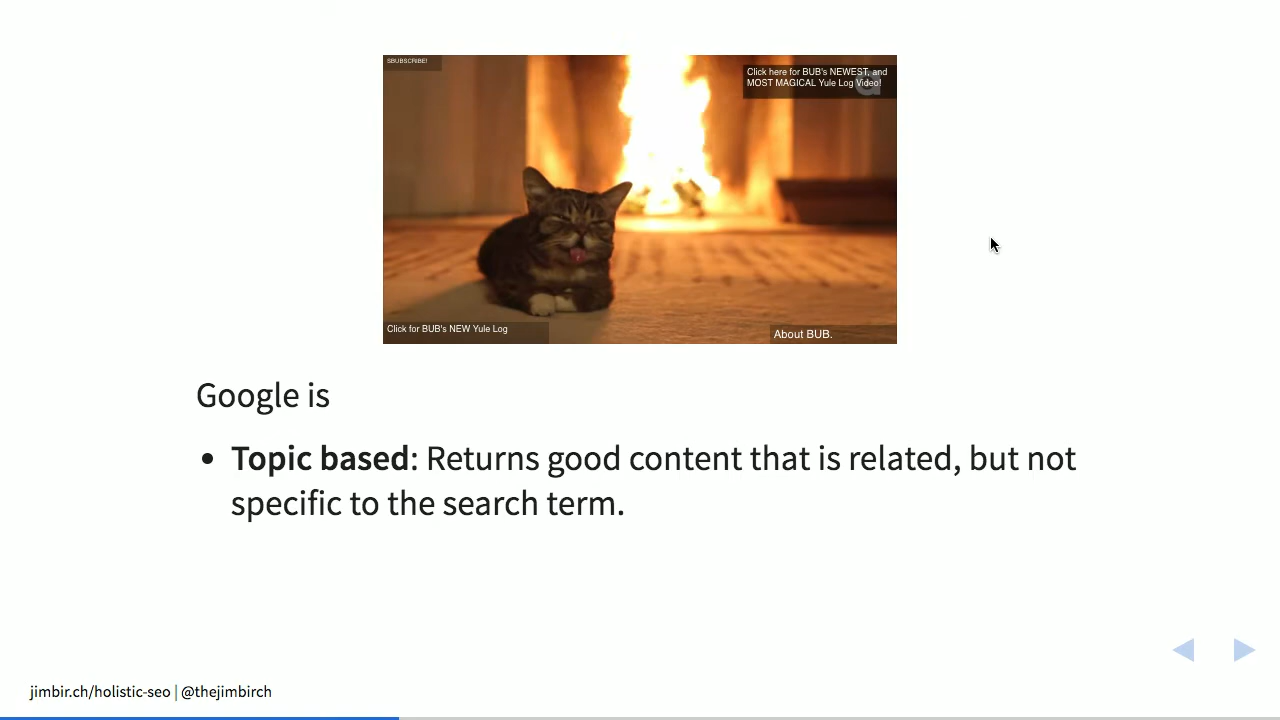 SBUBSCRIBE!
Click here for BUB's NEWEST, and
MOST MAGICAL Yule Log Video!
Click for BUB's NEW Yule Log
About BUB.
Google is
• Topic based: Returns good content that is related, but not
specific to the search term.
jimbir.ch/holistic-seo | @thejimbirch